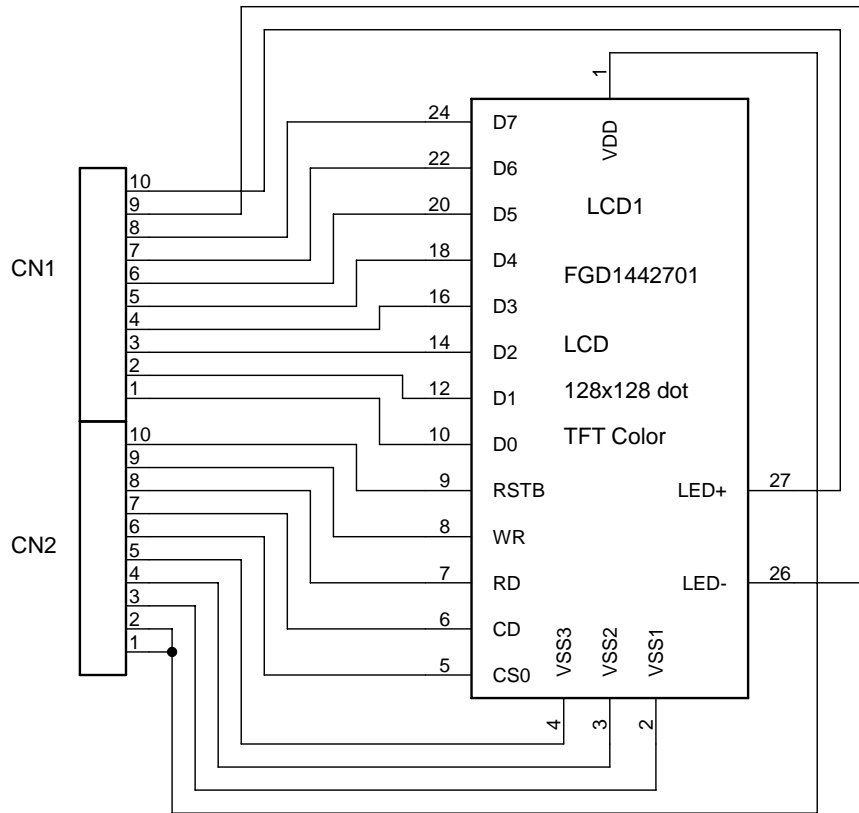 1
24 D7 VDD
22 D6
10
9
20 D5 LCD1
8
7 18 D4
CN1 6 FGD1442701
5 16 D3
4
3 14 D2 LCD
2
1 12 D1 128x128 dot
10 10 D0 TFT Color
9
8 9 RSTB LED+ 27
7
CN2 6 8 WR
5
4 7 RD LED- 26
3
2 6 CD
1
5 CS0 VSS3 VSS2 VSS1
4 3 2